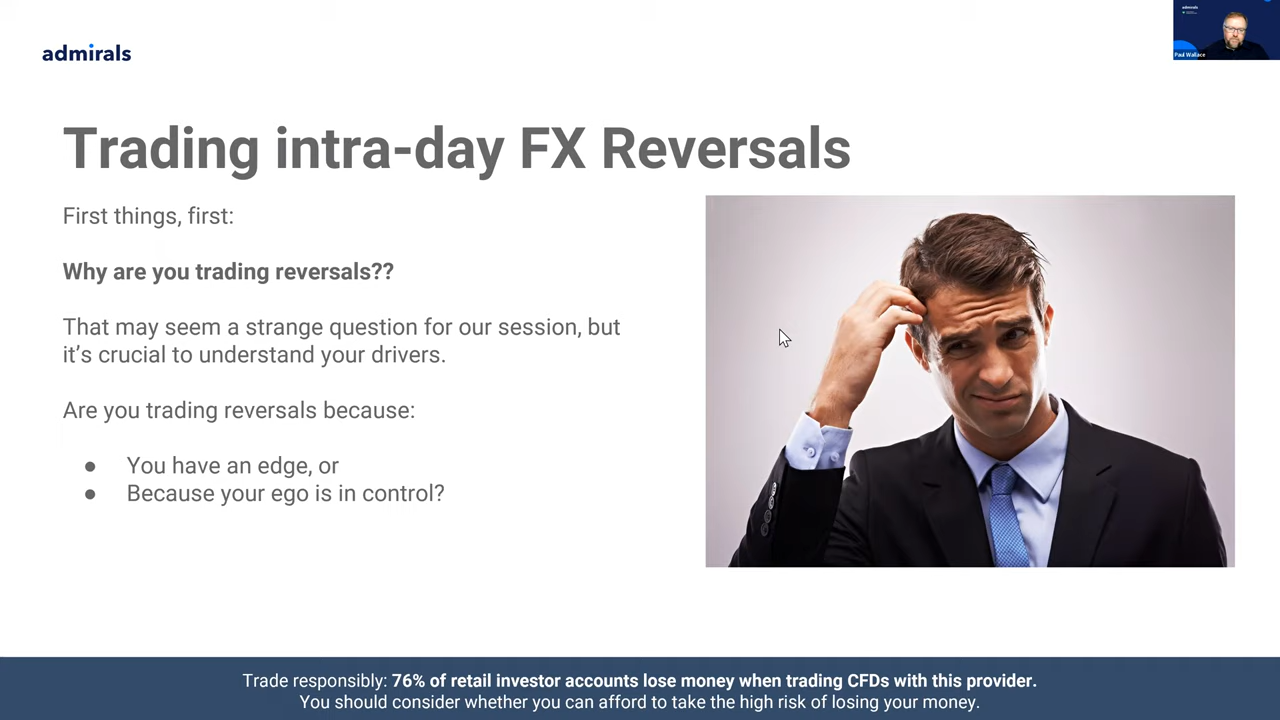 admirals
admirals
Paul Wallace
Trading intra-day FX Reversals
First things, first:
Why are you trading reversals??
That may seem a strange question for our session, but
it’s crucial to understand your drivers.
Are you trading reversals because:
● You have an edge, or
● Because your ego is in control?
Trade responsibly: 76% of retail investor accounts lose money when trading CFDs with this provider.
You should consider whether you can afford to take the high risk of losing your money.